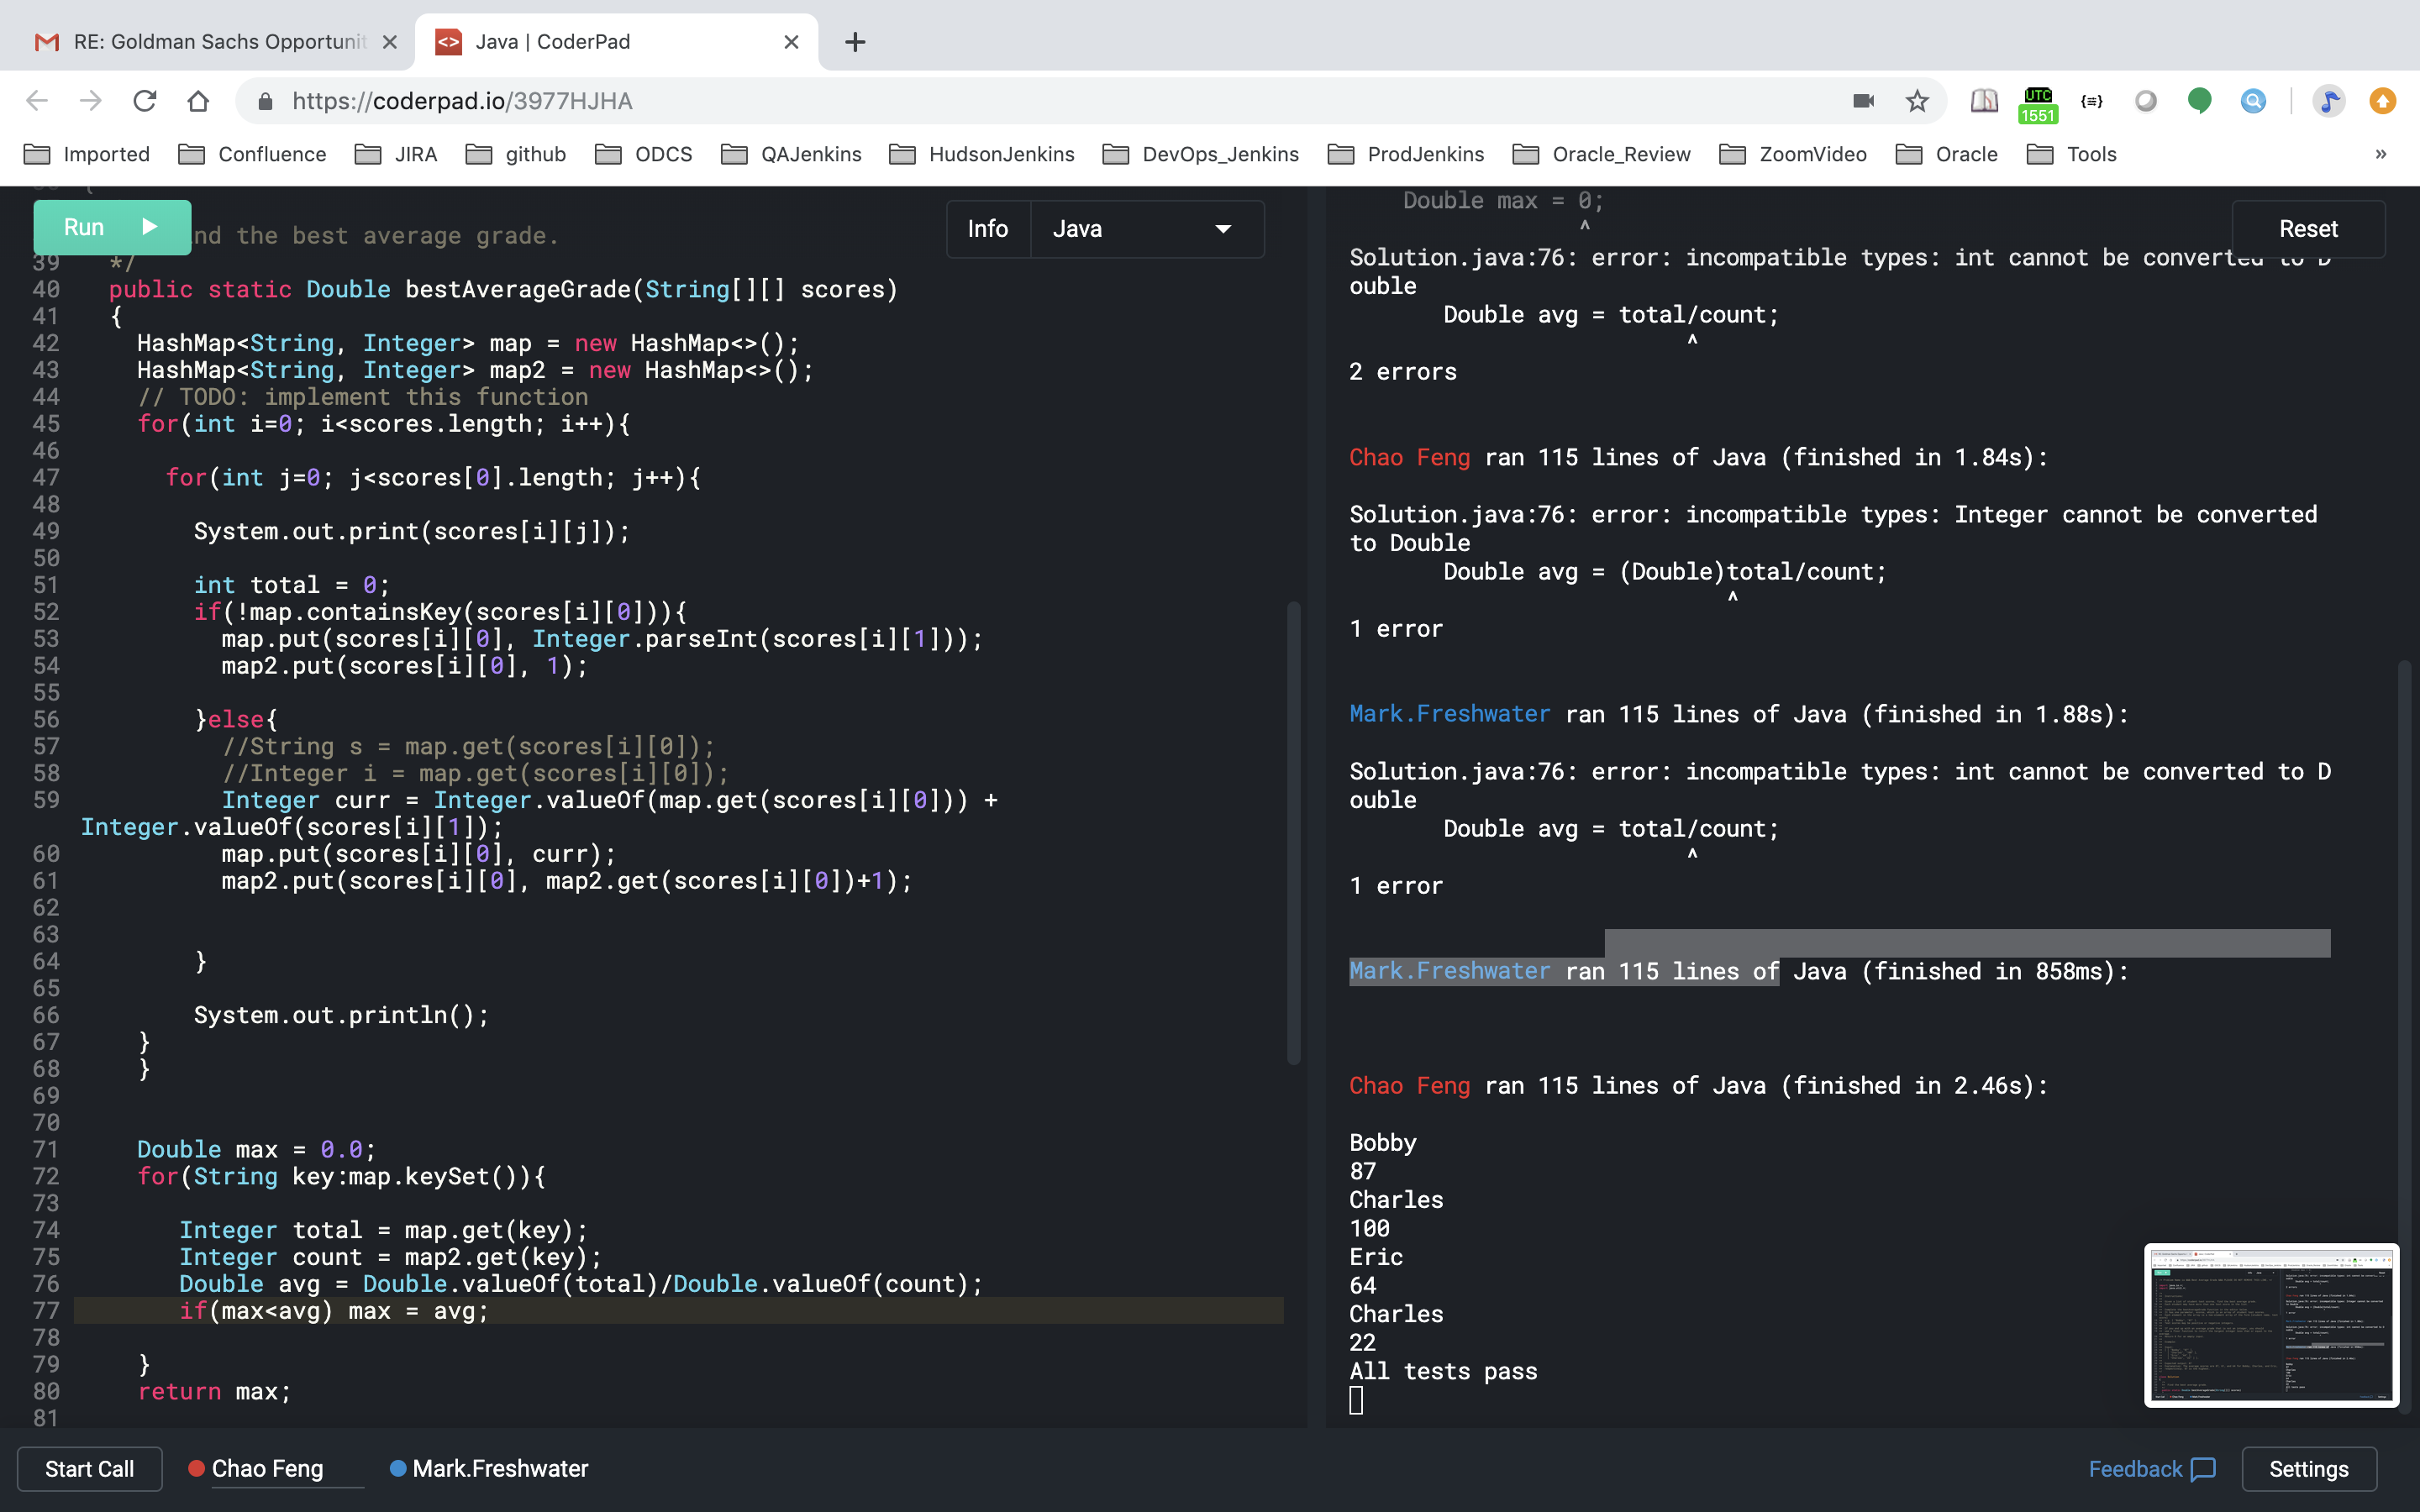 RE: Goldman Sachs Opportunit
Java | CoderPad
https://coderpad.io/3977HJHA
UTC
1551
Imported
Confluence
JIRA
github
ODCS
QAJenkins
HudsonJenkins
DevOps_Jenkins
ProdJenkins
Oracle_Review
ZoomVideo
Oracle
Tools
»
Run
Info
Java
Reset
nd the best average grade.
39 */
40 public static Double bestAverageGrade(String[][] scores)
41 {
42 HashMap<String, Integer> map = new HashMap<>();
43 HashMap<String, Integer> map2 = new HashMap<>();
44 // TODO: implement this function
45 for(int i=0; i<scores.length; i++){
46
47 for(int j=0; j<scores[0].length; j++){
48
49 System.out.print(scores[i][j]);
50
51 int total = 0;
52 if(!map.containsKey(scores[i][0])){
53 map.put(scores[i][0], Integer.parseInt(scores[i][1]));
54 map2.put(scores[i][0], 1);
55
56 }else{
57 //String s = map.get(scores[i][0]);
58 //Integer i = map.get(scores[i][0]);
59 Integer curr = Integer.valueOf(map.get(scores[i][0])) +
Integer.valueOf(scores[i][1]);
60 map.put(scores[i][0], curr);
61 map2.put(scores[i][0], map2.get(scores[i][0])+1);
62
63
64 }
65
66 System.out.println();
67 }
68 }
69
70
71 Double max = 0.0;
72 for(String key:map.keySet()){
73
74 Integer total = map.get(key);
75 Integer count = map2.get(key);
76 Double avg = Double.valueOf(total)/Double.valueOf(count);
77 if(max<avg) max = avg;
78
79 }
80 return max;
81
Double max = 0;
^
Solution.java:76: error: incompatible types: int cannot be converted to D
ouble
Double avg = total/count;
^
2 errors
Chao Feng ran 115 lines of Java (finished in 1.84s):
Solution.java:76: error: incompatible types: Integer cannot be converted
to Double
Double avg = (Double)total/count;
^
1 error
Mark.Freshwater ran 115 lines of Java (finished in 1.88s):
Solution.java:76: error: incompatible types: int cannot be converted to D
ouble
Double avg = total/count;
^
1 error
Mark.Freshwater ran 115 lines of Java (finished in 858ms):
Chao Feng ran 115 lines of Java (finished in 2.46s):
Bobby
87
Charles
100
Eric
64
Charles
22
All tests pass
Start Call
Chao Feng
Mark.Freshwater
Feedback
Settings